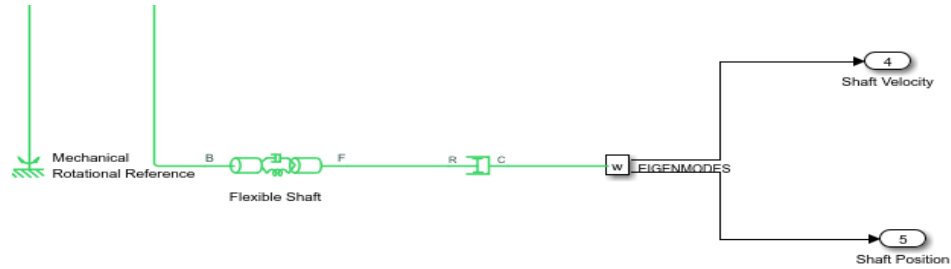 4
Shaft Velocity
Mechanical
Rotational Reference
B
F
R
C
w
EIGENMODES
Flexible Shaft
5
Shaft Position